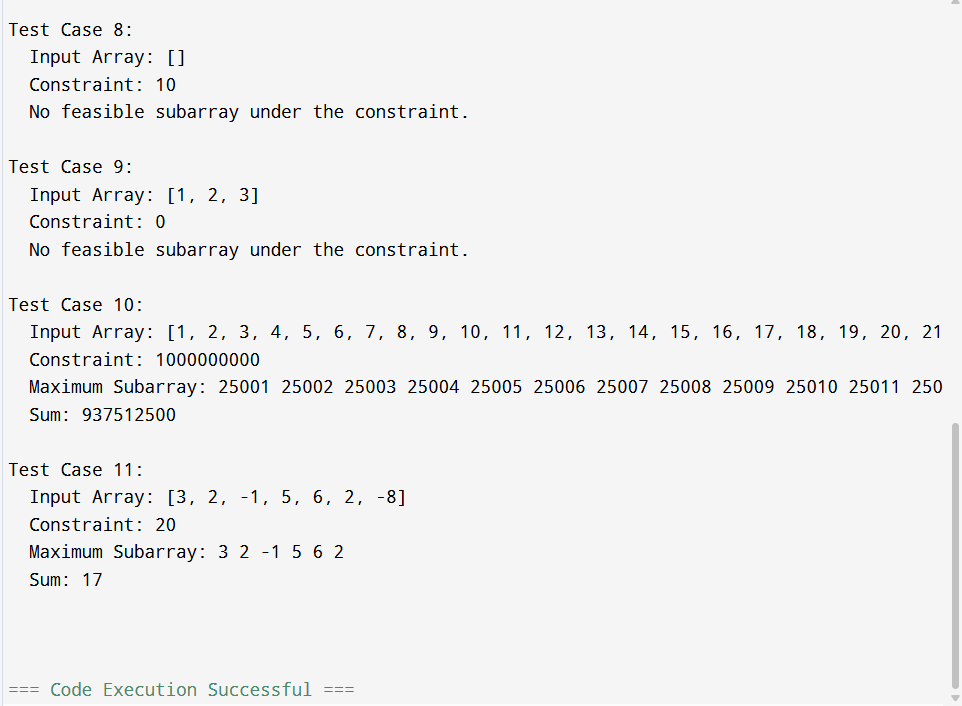 Test Case 8:
Input Array: []
Constraint: 10
No feasible subarray under the constraint.
Test Case 9:
Input Array: [1, 2, 3]
Constraint: 0
No feasible subarray under the constraint.
Test Case 10:
Input Array: [1, 2, 3, 4, 5, 6, 7, 8, 9, 10, 11, 12, 13, 14, 15, 16, 17, 18, 19, 20, 21
Constraint: 1000000000
Maximum Subarray: 25001 25002 25003 25004 25005 25006 25007 25008 25009 25010 25011 250
Sum: 937512500
Test Case 11:
Input Array: [3, 2, -1, 5, 6, 2, -8]
Constraint: 20
Maximum Subarray: 3 2 -1 5 6 2
Sum: 17
=== Code Execution Successful ===